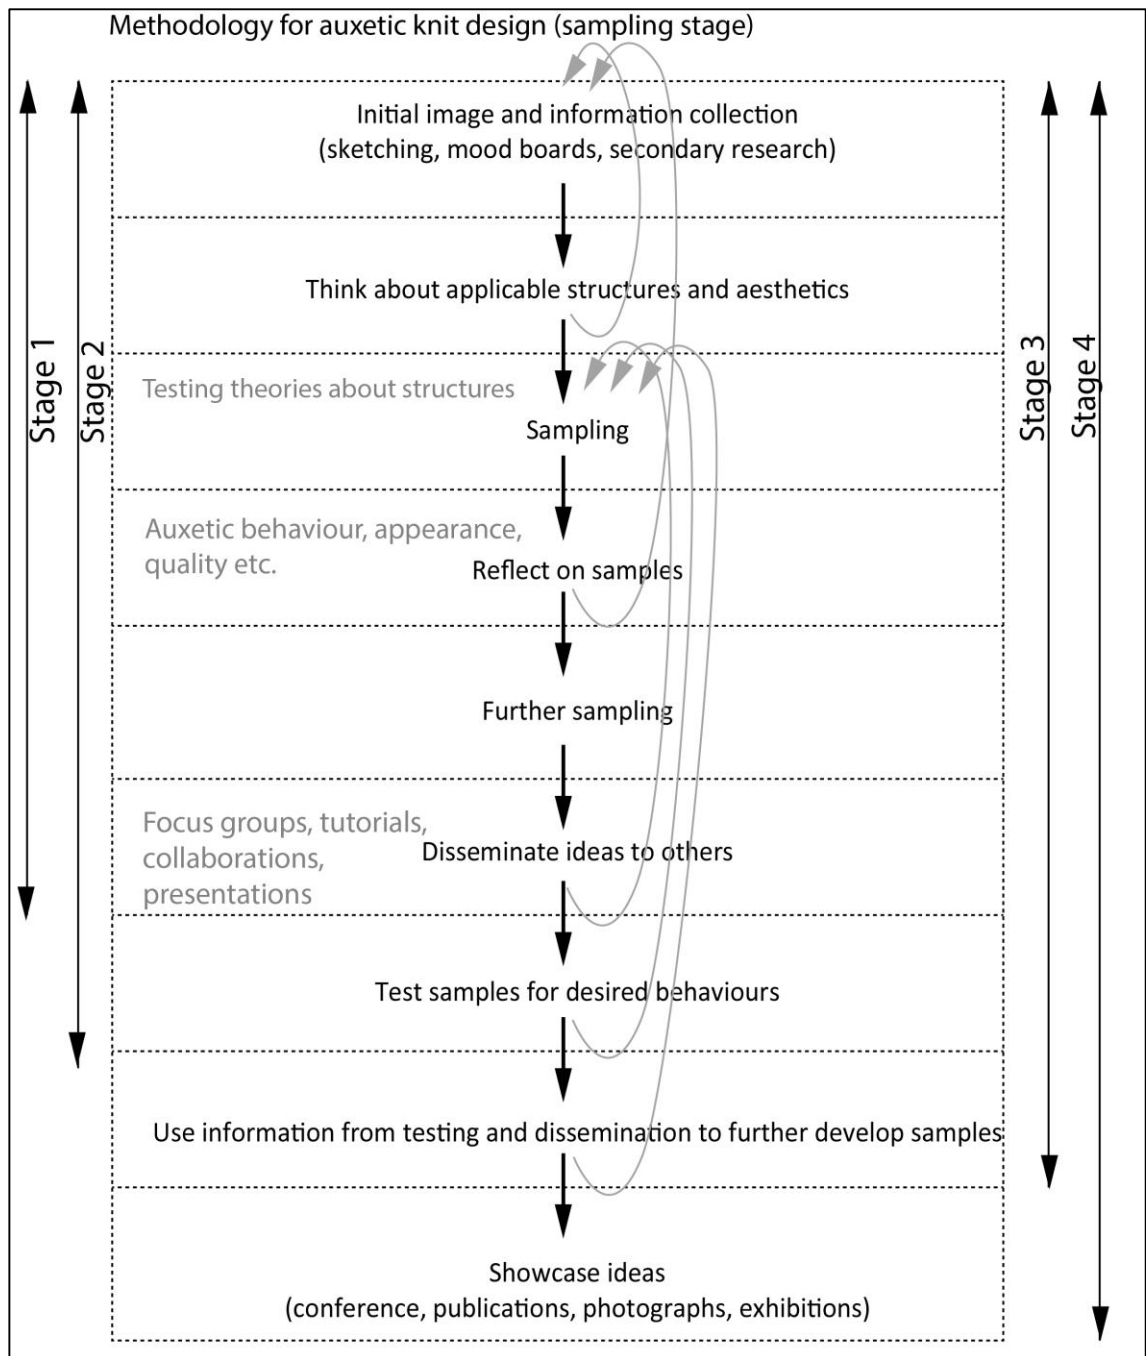 Methodology for auxetic knit design (sampling stage)
Initial image and information collection
(sketching, mood boards, secondary research)
Think about applicable structures and aesthetics
Stage 1
Stage 2
Stage 3
Stage 4
Testing theories about structures
Sampling
Auxetic behaviour, appearance,
quality etc.
Reflect on samples
Further sampling
Focus groups, tutorials,
collaborations,
presentations
Disseminate ideas to others
Test samples for desired behaviours
Use information from testing and dissemination to further develop samples
Showcase ideas
(conference, publications, photographs, exhibitions)